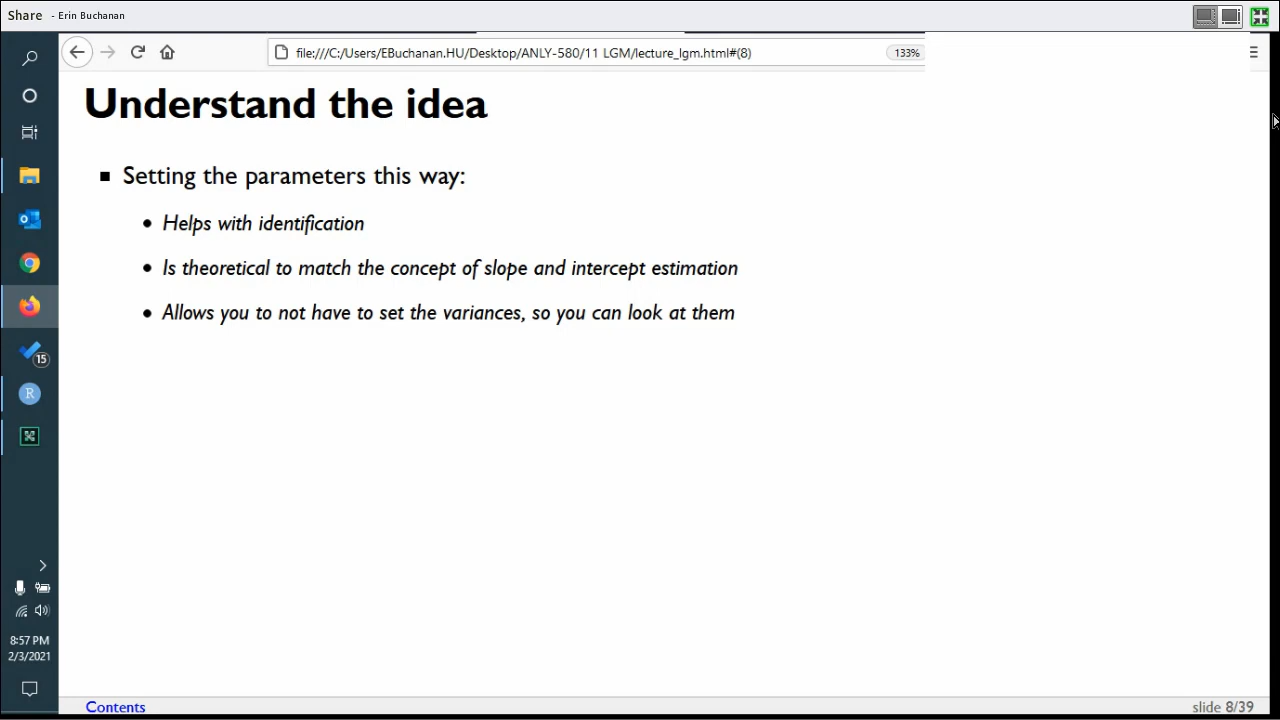 Share - Erin Buchanan
file:///C:/Users/EBuchanan.HU/Desktop/ANLY-580/11 LGM/lecture_lgm.html#(8)
133%
Understand the idea
Setting the parameters this way:
Helps with identification
Is theoretical to match the concept of slope and intercept estimation
Allows you to not have to set the variances, so you can look at them
15
R
8:57 PM
2/3/2021
Contents
slide 8/39